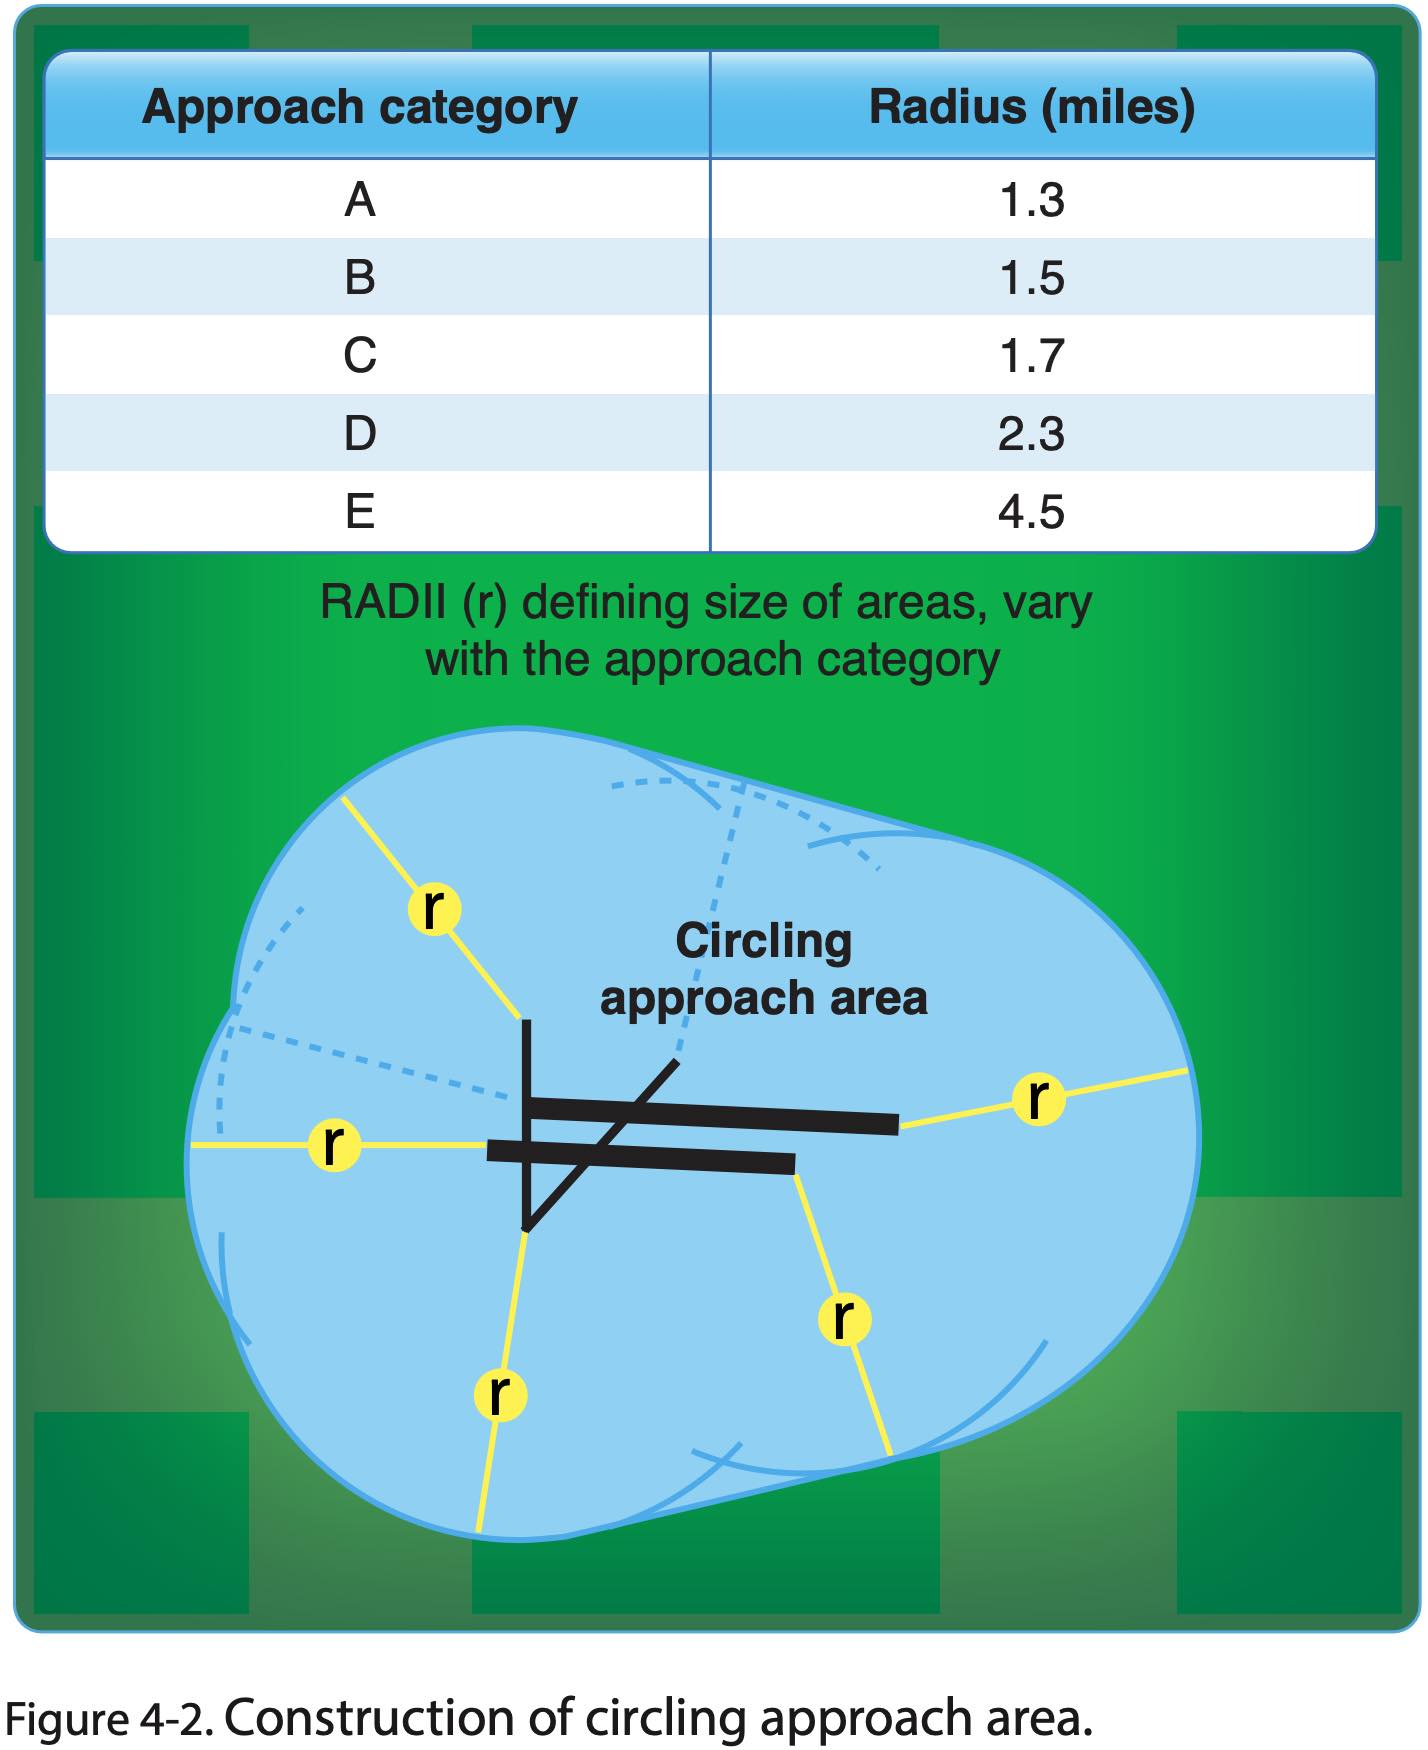 Approach category Radius (miles)
A 1.3
B 1.5
C 1.7
D 2.3
E 4.5
RADII (r) defining size of areas, vary
with the approach category
r
Circling
approach area
r
r
r
r
Figure 4-2. Construction of circling approach area.